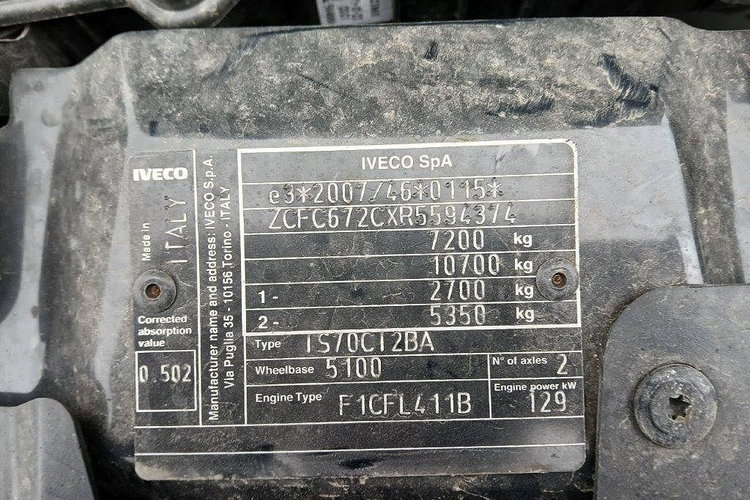 IVECO
Made in
ITALY
Corrected
absorption
value
0.502
Manufacturer name and address: IVECO S.p.A.
Via Puglia 35 - 10156 Torino - ITALY
IVECO SpA
e3*2007/46*0115*
ZCFC672CXR5594374
7200 kg
10700 kg
1- 2700 kg
2- 5350 kg
Type IS70CI2BA
Wheelbase 5100 N° of axles 2
Engine Type F1CFL411B Engine power kw 129